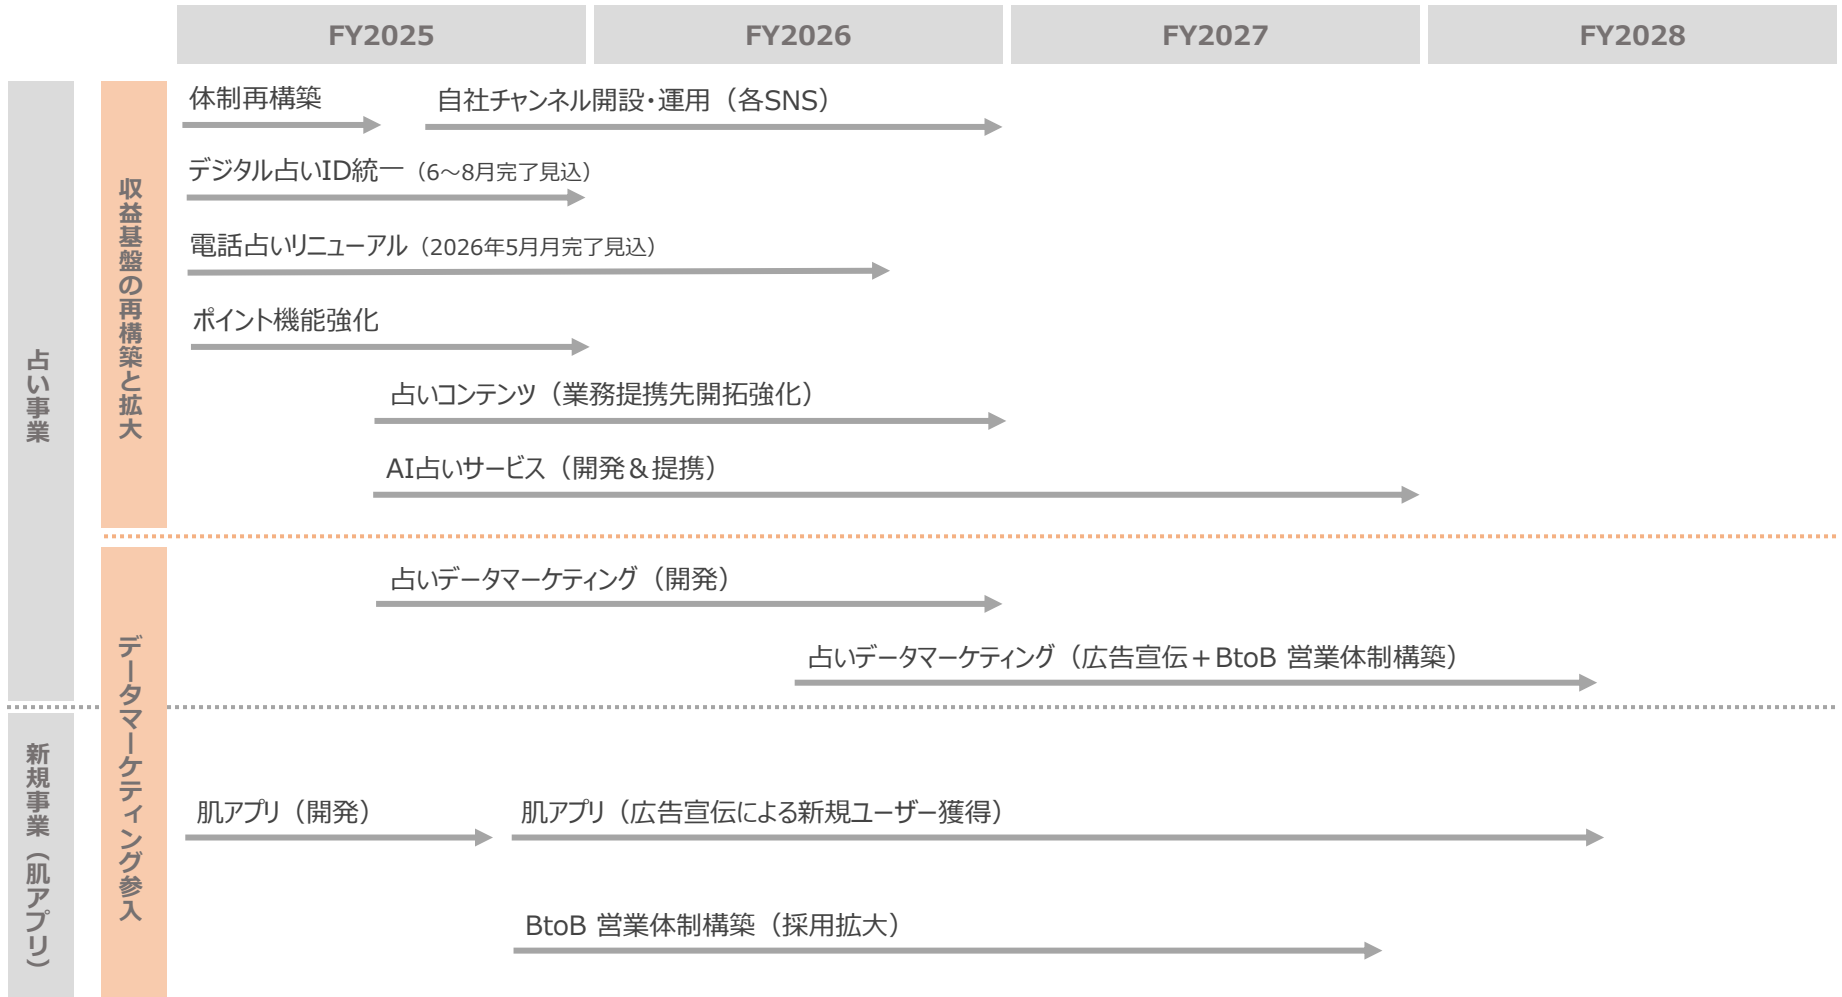 FY2025
FY2026
FY2027
FY2028
占い事業
収益基盤の再構築と拡大
体制再構築
自社チャンネル開設・運用（各SNS）
デジタル占いID統一（6～8月完了見込）
電話占いリニューアル（2026年5月月完了見込）
ポイント機能強化
占いコンテンツ（業務提携先開拓強化）
AI占いサービス（開発＆提携）
データマーケティング参入
占いデータマーケティング（開発）
占いデータマーケティング（広告宣伝＋BtoB 営業体制構築）
新規事業（肌アプリ）
肌アプリ（開発）
肌アプリ（広告宣伝による新規ユーザー獲得）
BtoB 営業体制構築（採用拡大）